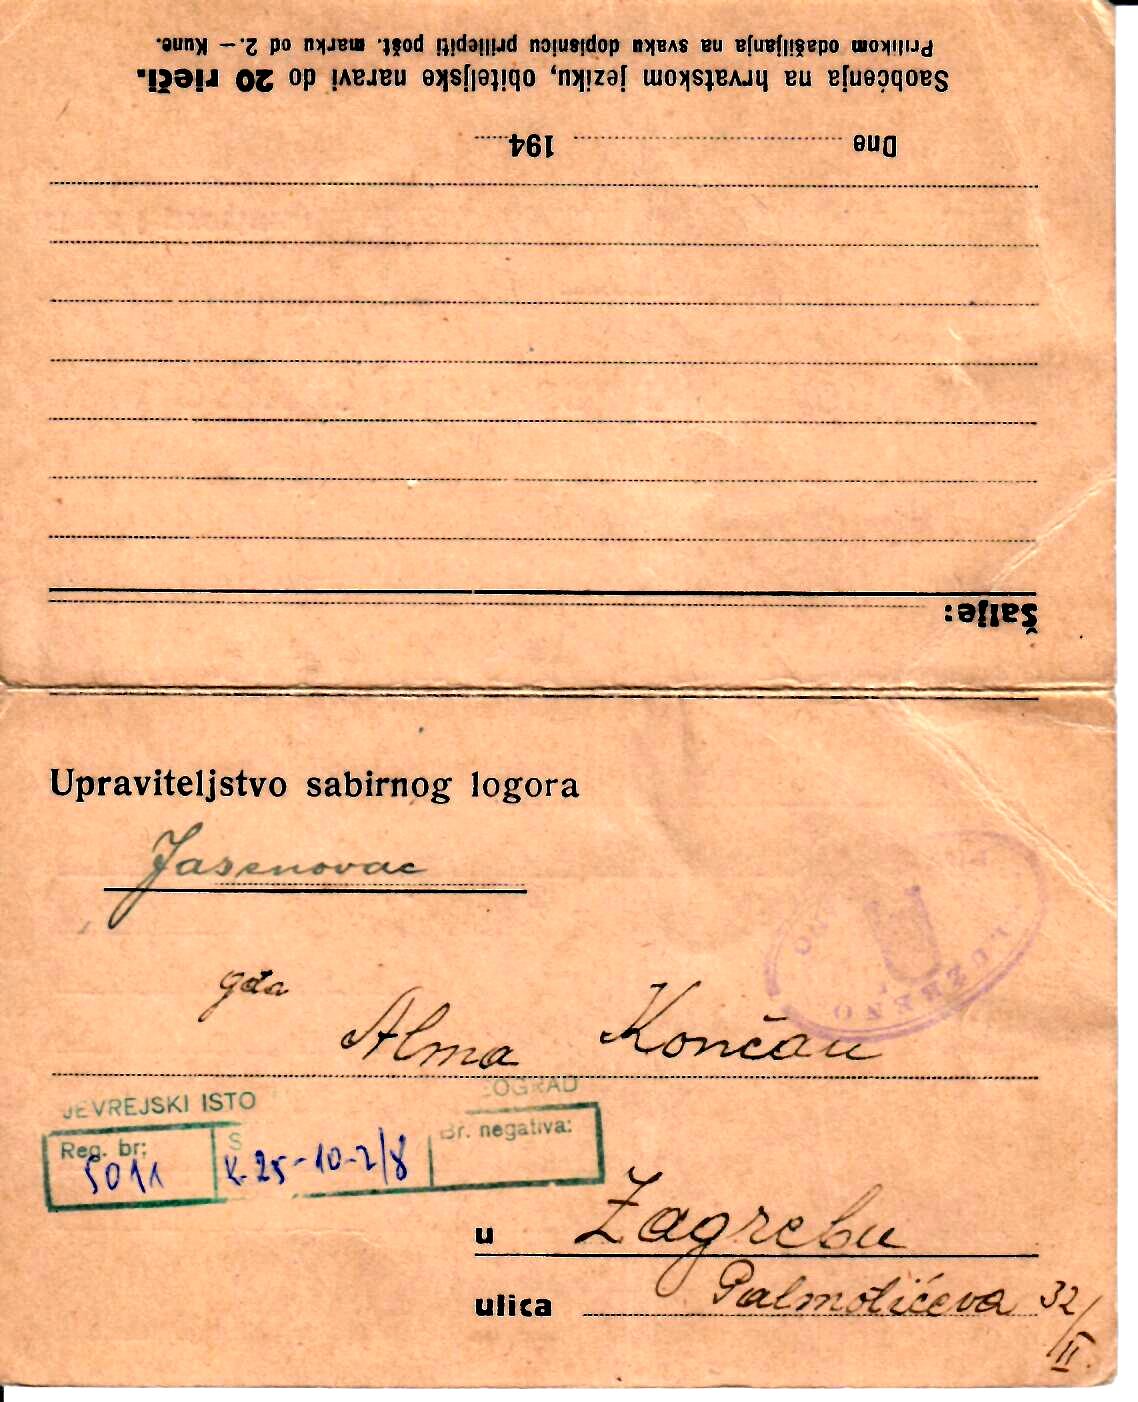 Prilikom odašiljanja na svaku dopisnicu prilijepiti pošt. marku od 2.— Kune.
Saobćenja na hrvatskom jeziku, obiteljske naravi do 20 rieči.
Dne 194
Šalje:
Upraviteljstvo sabirnog logora
Jasenovac
gđa
Alma Končau
JEVREJSKI ISTO
Reg. br:
5011
K-25-10-2/8
Br. negativa:
u Zagrebu
ulica Palmotićeva 32/II